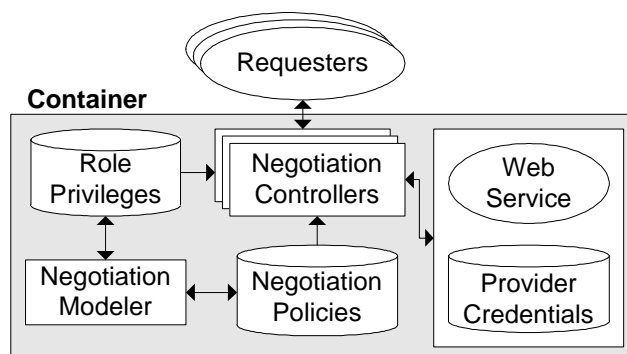 Requesters
Container
Role
Privileges
Negotiation
Controllers
Web
Service
Negotiation
Modeler
Negotiation
Policies
Provider
Credentials